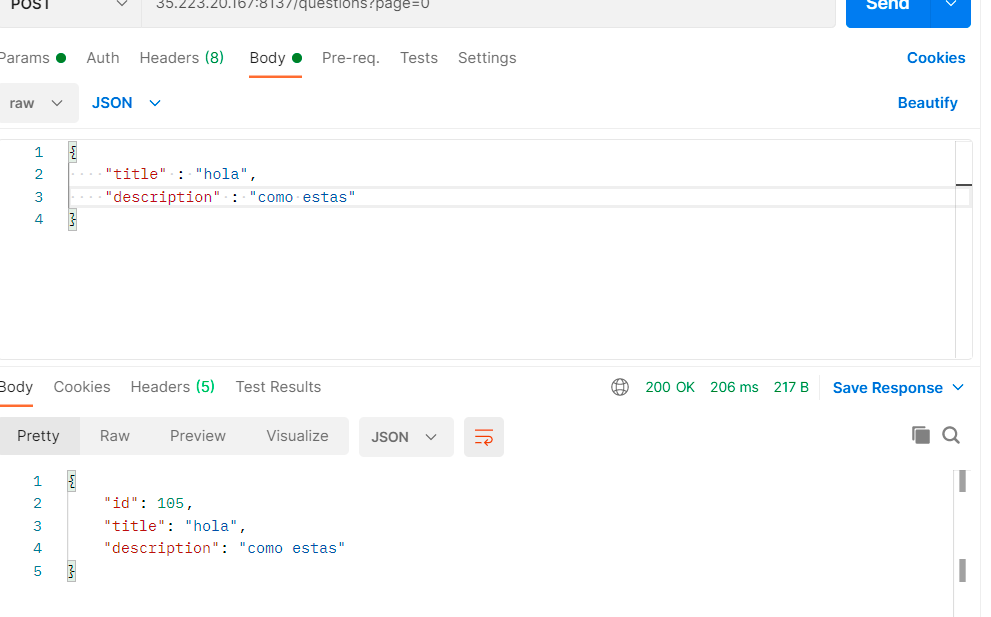 POST 35.223.20.167:8137/questions?page=0 Send
Params Auth Headers (8) Body Pre-req. Tests Settings Cookies
raw JSON Beautify
1 {
2 "title" : "hola",
3 "description" : "como estas"
4 }
Body Cookies Headers (5) Test Results 200 OK 206 ms 217 B Save Response
Pretty Raw Preview Visualize JSON
1 {
2 "id": 105,
3 "title": "hola",
4 "description": "como estas"
5 }